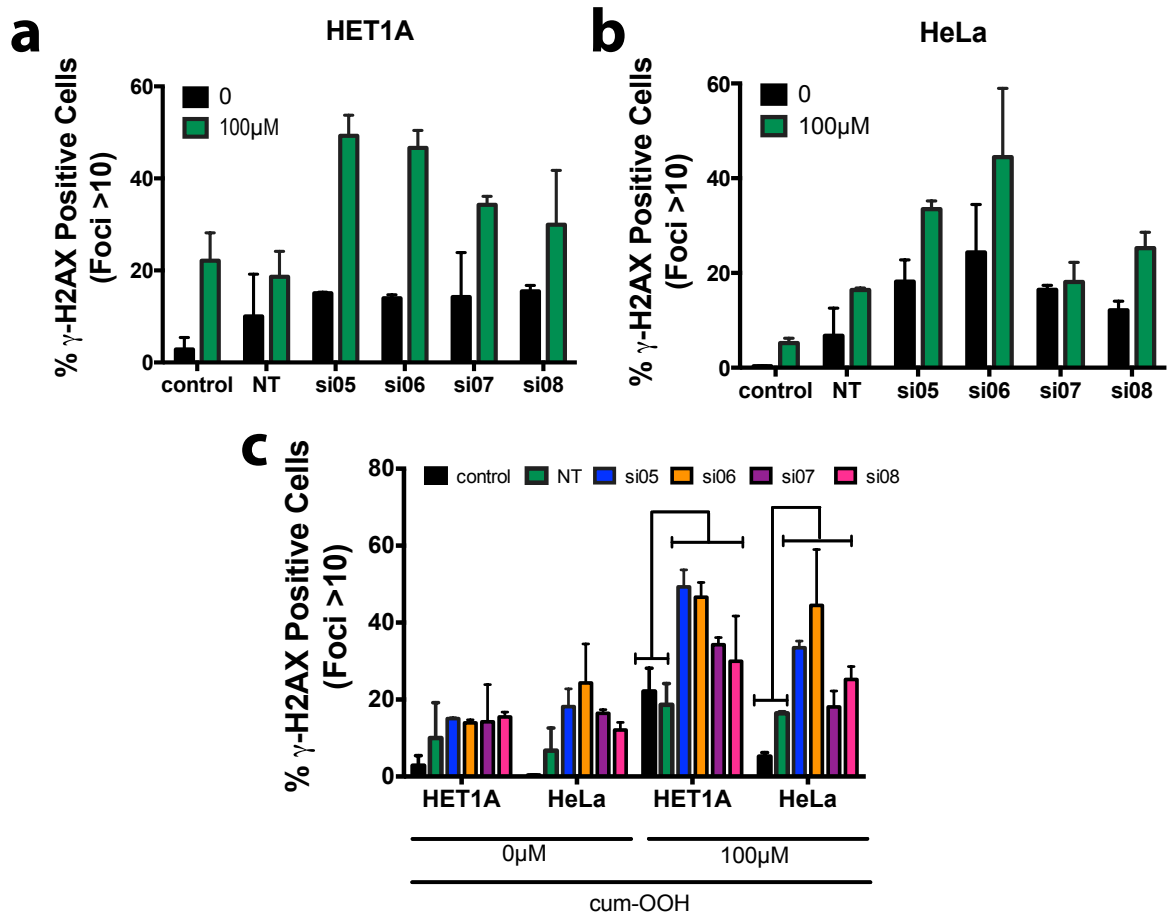 a
HET1A
% γ-H2AX Positive Cells
(Foci >10)
60
40
20
0
0
100µM
control NT si05 si06 si07 si08
b
HeLa
% γ-H2AX Positive Cells
(Foci >10)
60
40
20
0
0
100µM
control NT si05 si06 si07 si08
c
% γ-H2AX Positive Cells
(Foci >10)
80
60
40
20
0
control NT si05 si06 si07 si08
HET1A HeLa HET1A HeLa
0µM 100µM
cum-OOH